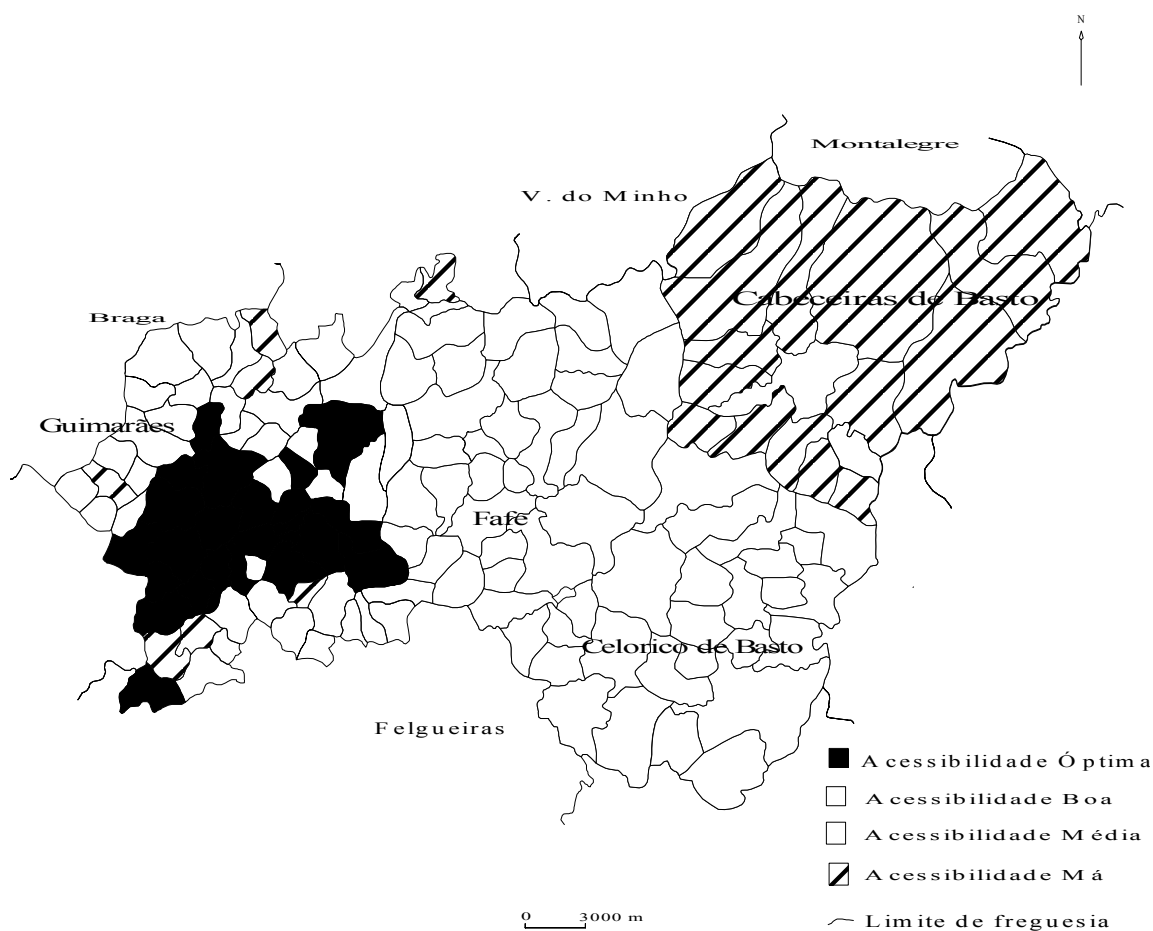 N
Montalegre
V. do Minho
Cabeceiras de Basto
Braga
Guimarães
Fafe
Celorico de Basto
Felgueiras
Acessibilidade Óptima
Acessibilidade Boa
Acessibilidade Média
Acessibilidade Má
0 3000 m
Limite de freguesia